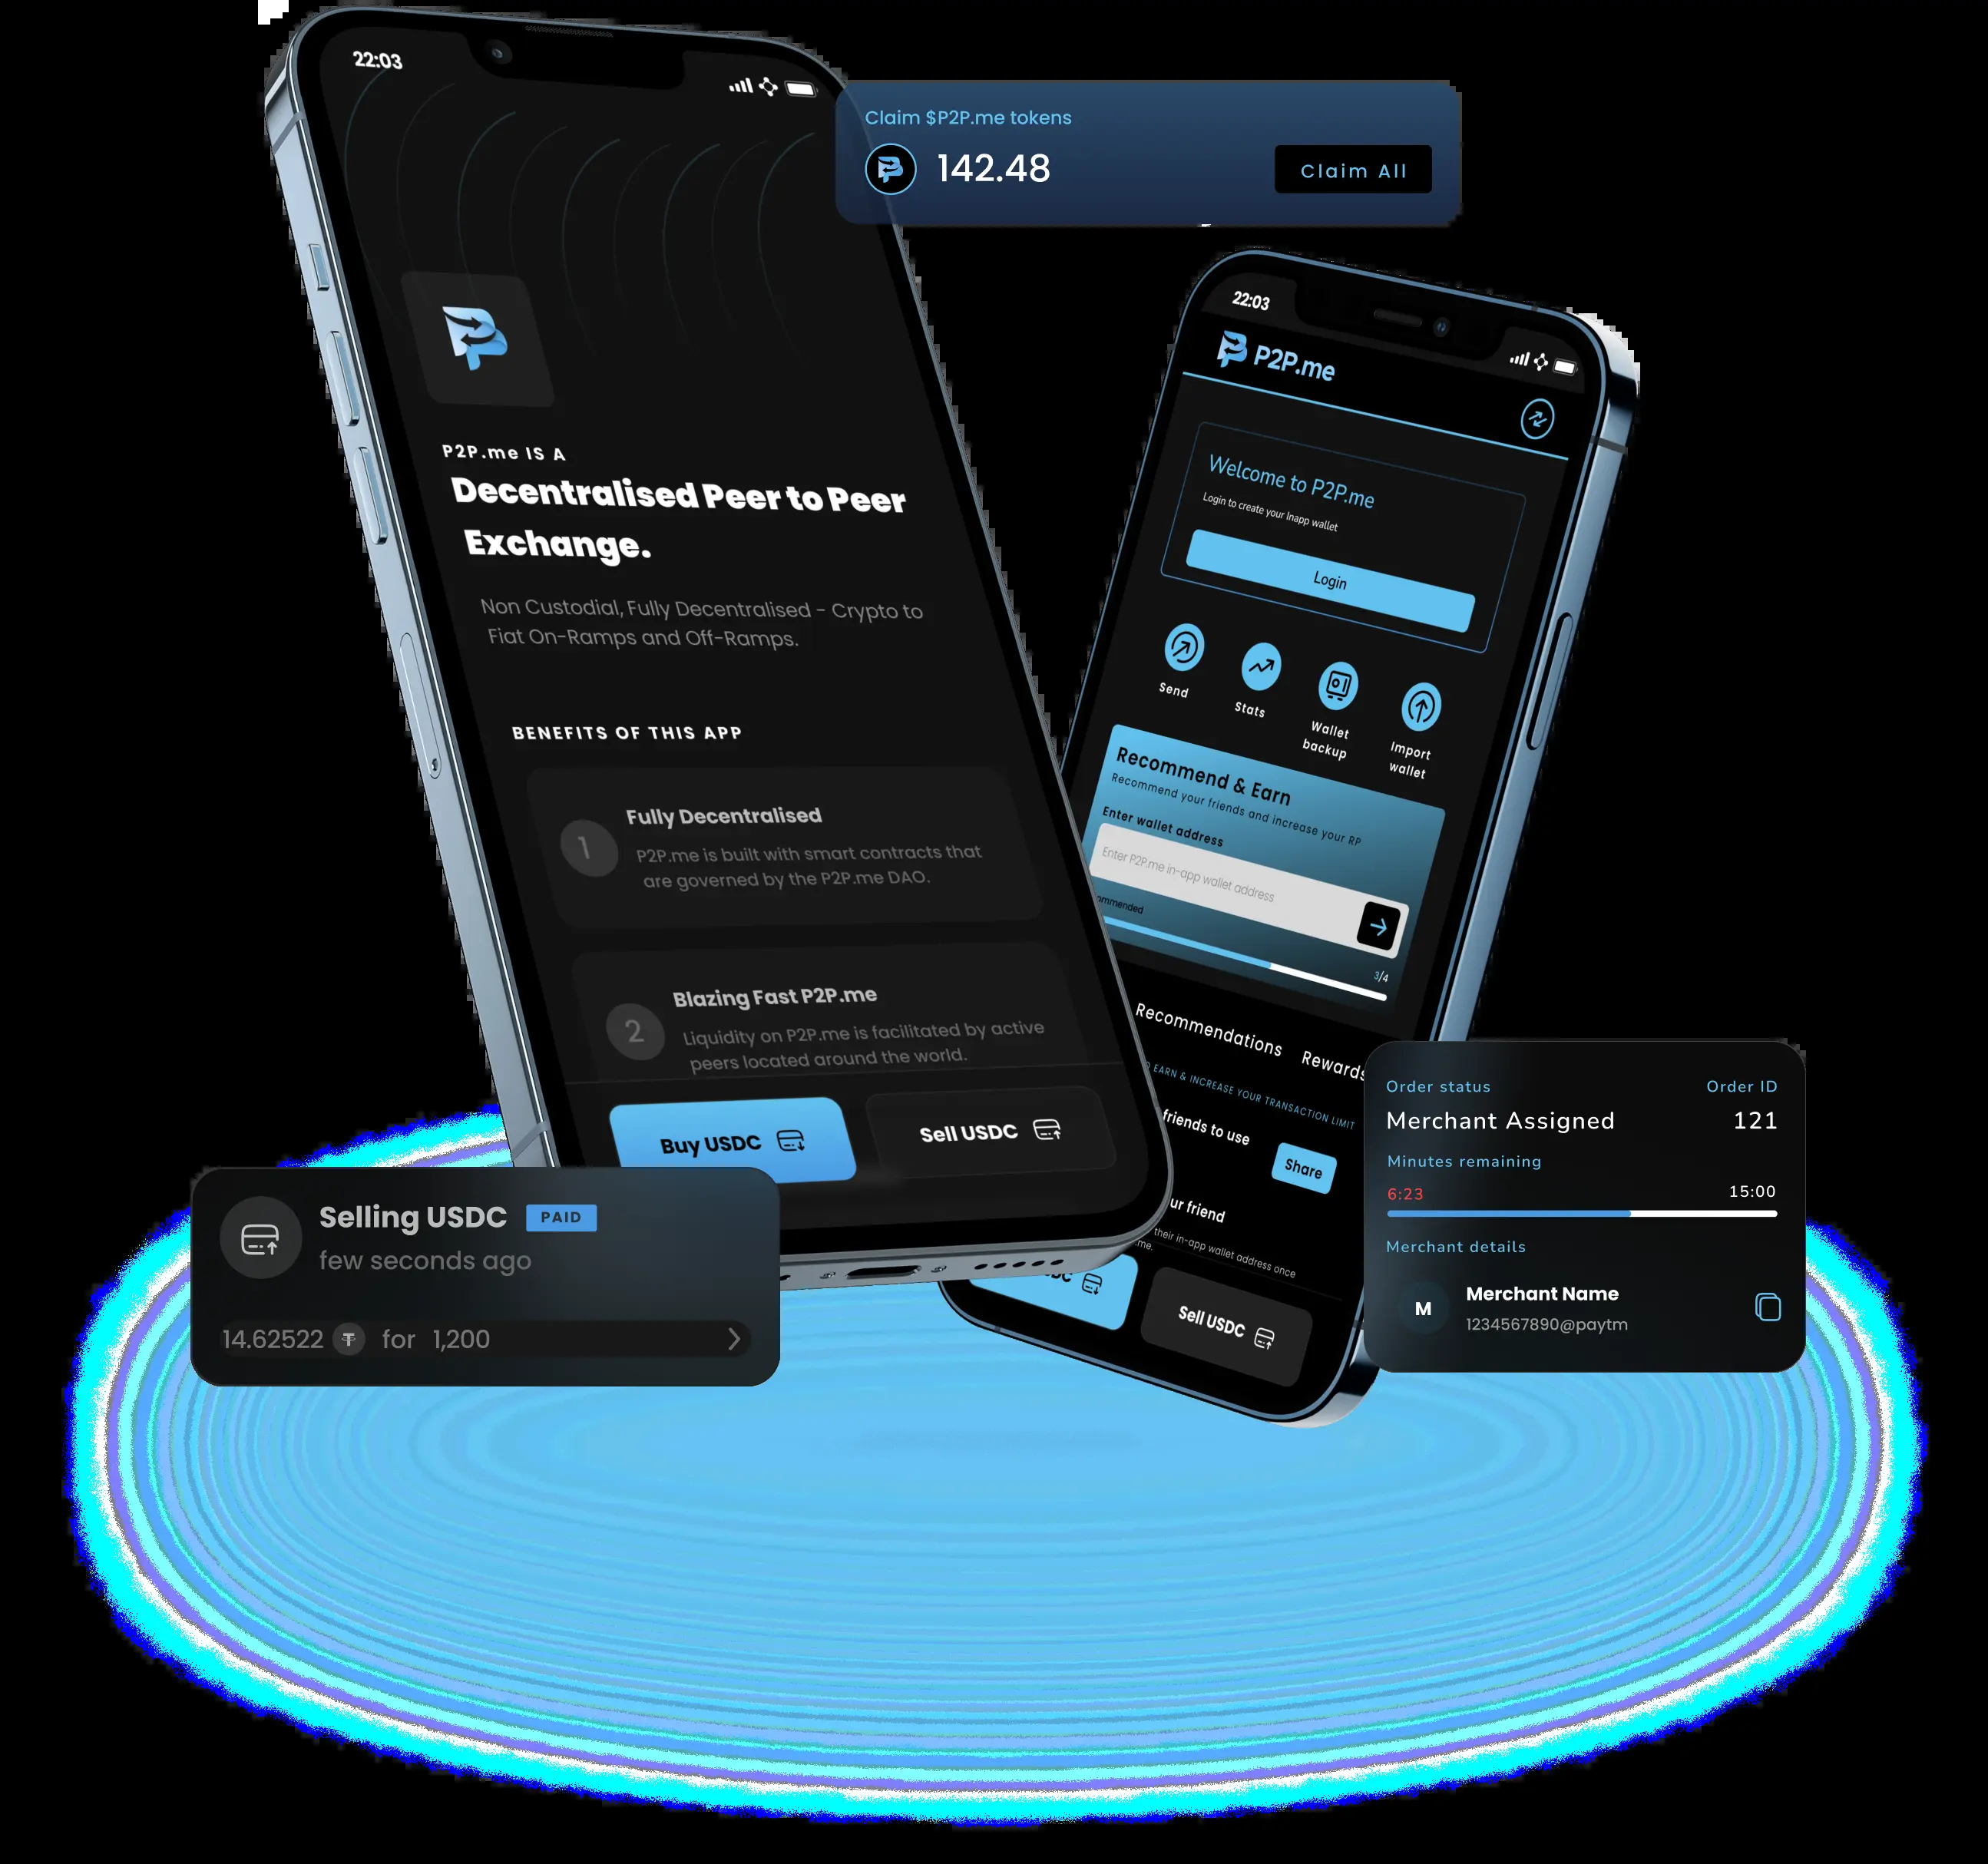 22:03
P2P.me IS A
Decentralised Peer to Peer
Exchange.
Non Custodial, Fully Decentralised - Crypto to
Fiat On-Ramps and Off-Ramps.
BENEFITS OF THIS APP
1
Fully Decentralised
P2P.me is built with smart contracts that
are governed by the P2P.me DAO.
2
Blazing Fast P2P.me
Liquidity on P2P.me is facilitated by active
peers located around the world.
Buy USDC
Sell USDC
Claim $P2P.me tokens
142.48
Claim All
22:03
P2P.me
Welcome to P2P.me
Login to create your Inapp wallet
Login
Send
Stats
Wallet
backup
Import
wallet
Recommend & Earn
Recommend your friends and increase your RP
Enter wallet address
Enter P2P.me in-app wallet address
ommended
3/4
Recommendations Rewards
EARN & INCREASE YOUR TRANSACTION LIMIT
friends to use
Share
ur friend
their in-app wallet address once
me.
DC
Sell USDC
Selling USDC PAID
few seconds ago
14.62522 for 1,200
Order status Order ID
Merchant Assigned 121
Minutes remaining
6:23 15:00
Merchant details
M
Merchant Name
1234567890@paytm